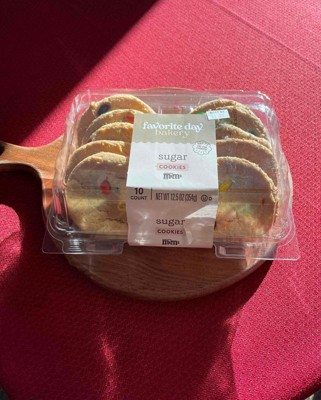 favorite day
bakery
sugar
COOKIES
m&m's
10
COUNT
NET WT 12.5 OZ (354g)
sugar
COOKIES
m&m's